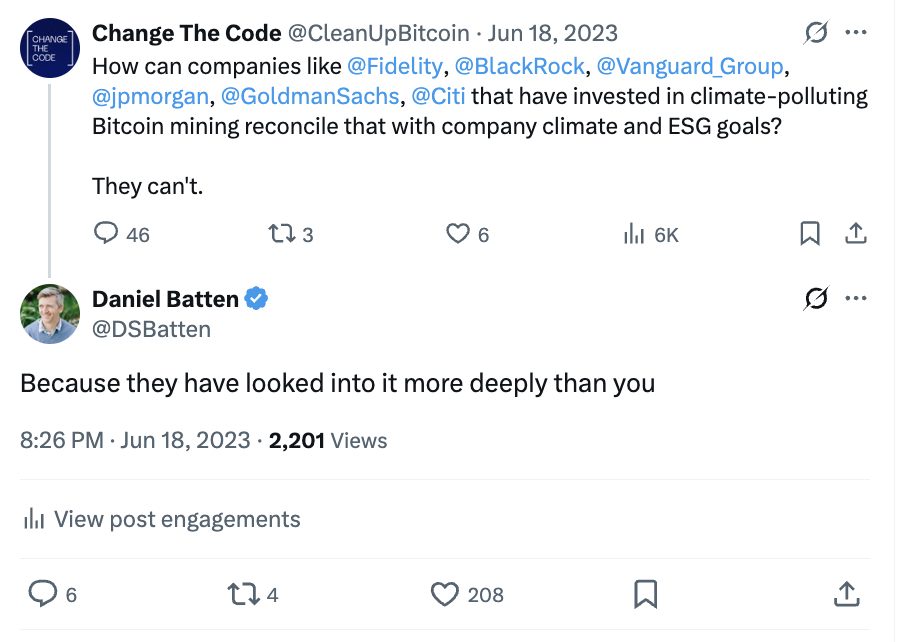 CHANGE
THE
CODE
Change The Code @CleanUpBitcoin · Jun 18, 2023
How can companies like @Fidelity, @BlackRock, @Vanguard_Group,
@jpmorgan, @GoldmanSachs, @Citi that have invested in climate-polluting
Bitcoin mining reconcile that with company climate and ESG goals?
They can't.
46 3 6 6K
Daniel Batten
@DSBatten
Because they have looked into it more deeply than you
8:26 PM · Jun 18, 2023 · 2,201 Views
View post engagements
6 4 208